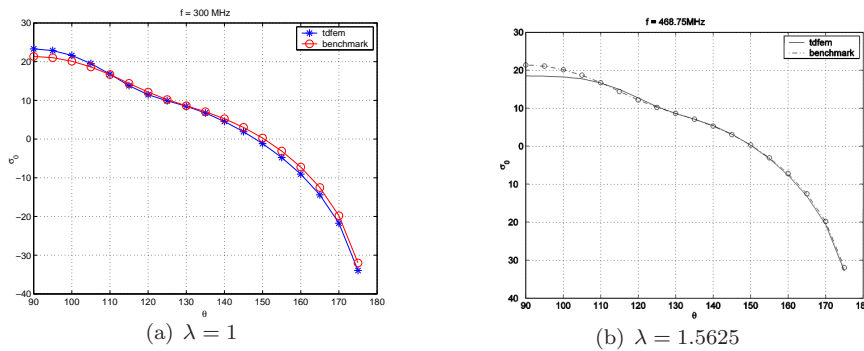 f = 300 MHz
30
20
10
0
−10
−20
−30
−40
σ₀
tdfem
benchmark
90 100 110 120 130 140 150 160 170 180
θ
(a) λ = 1
f = 468.75MHz
30
20
10
0
10
20
30
40
σ₀
tdfem
benchmark
90 100 110 120 130 140 150 160 170 180
θ
(b) λ = 1.5625